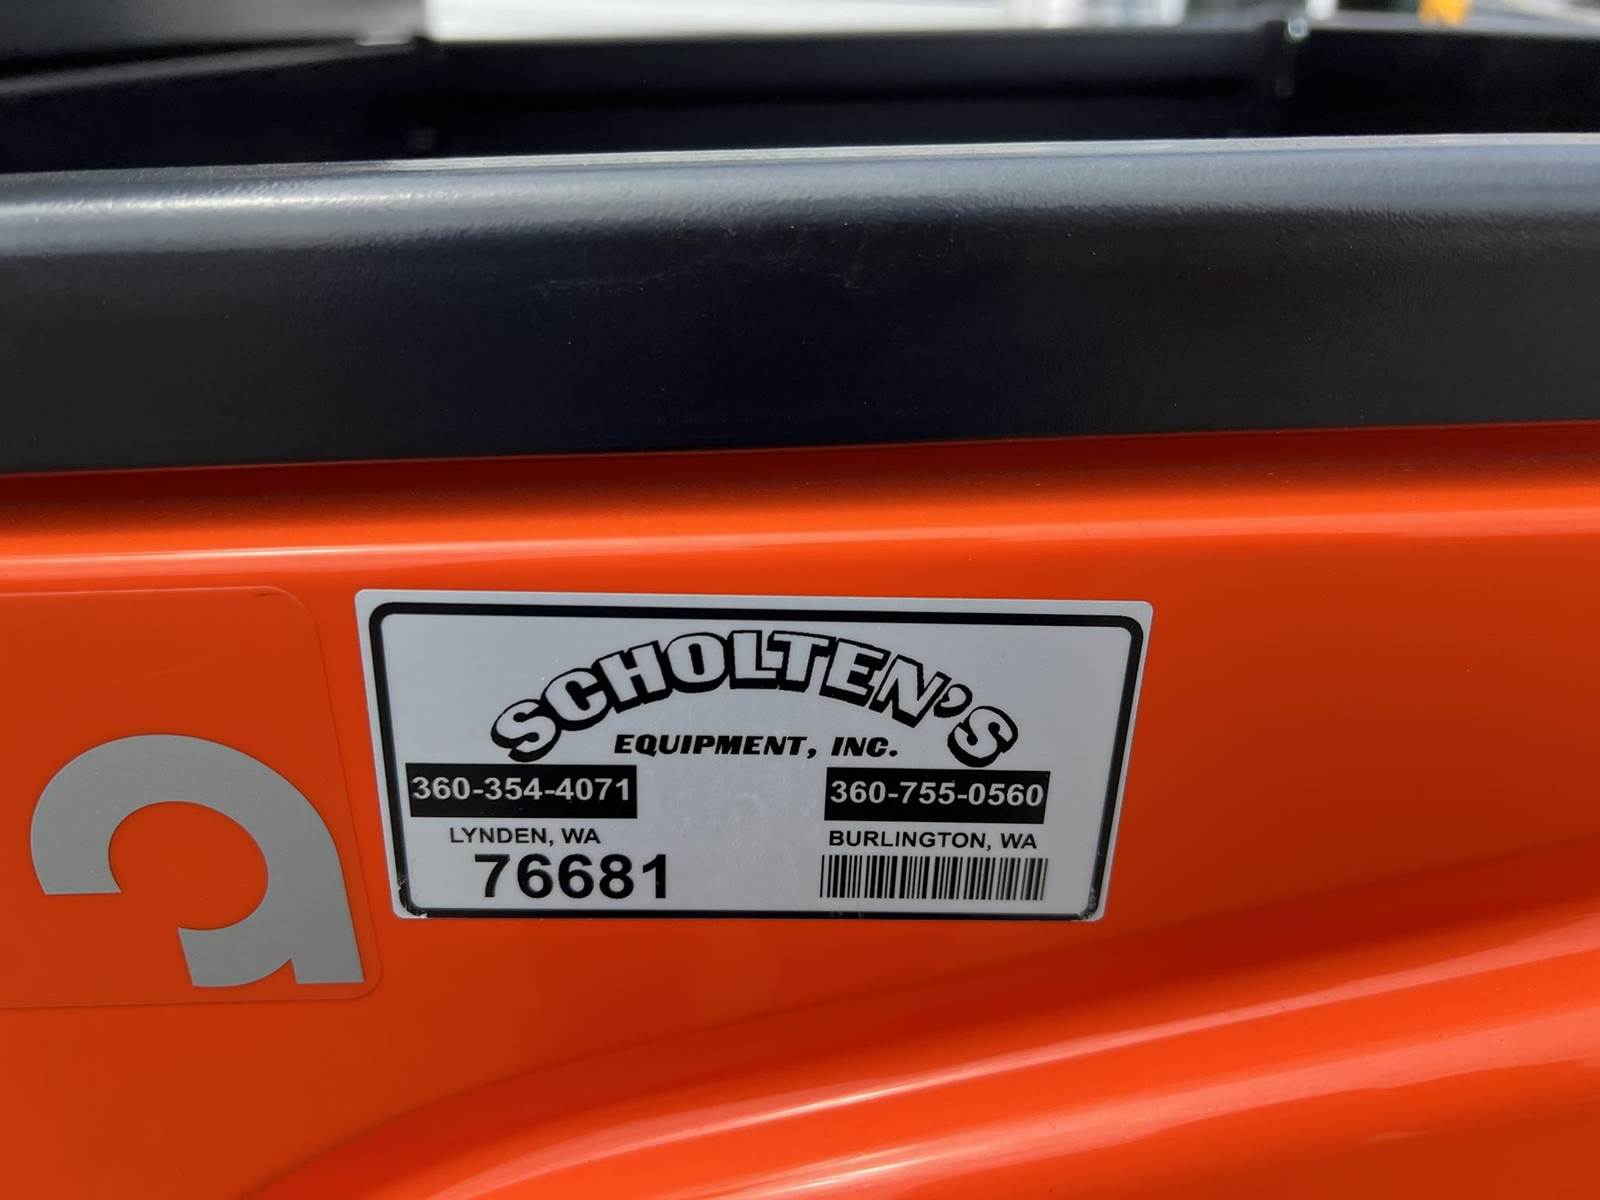 SCHOLTEN'S
EQUIPMENT, INC.
360-354-4071
360-755-0560
LYNDEN, WA
BURLINGTON, WA
76681